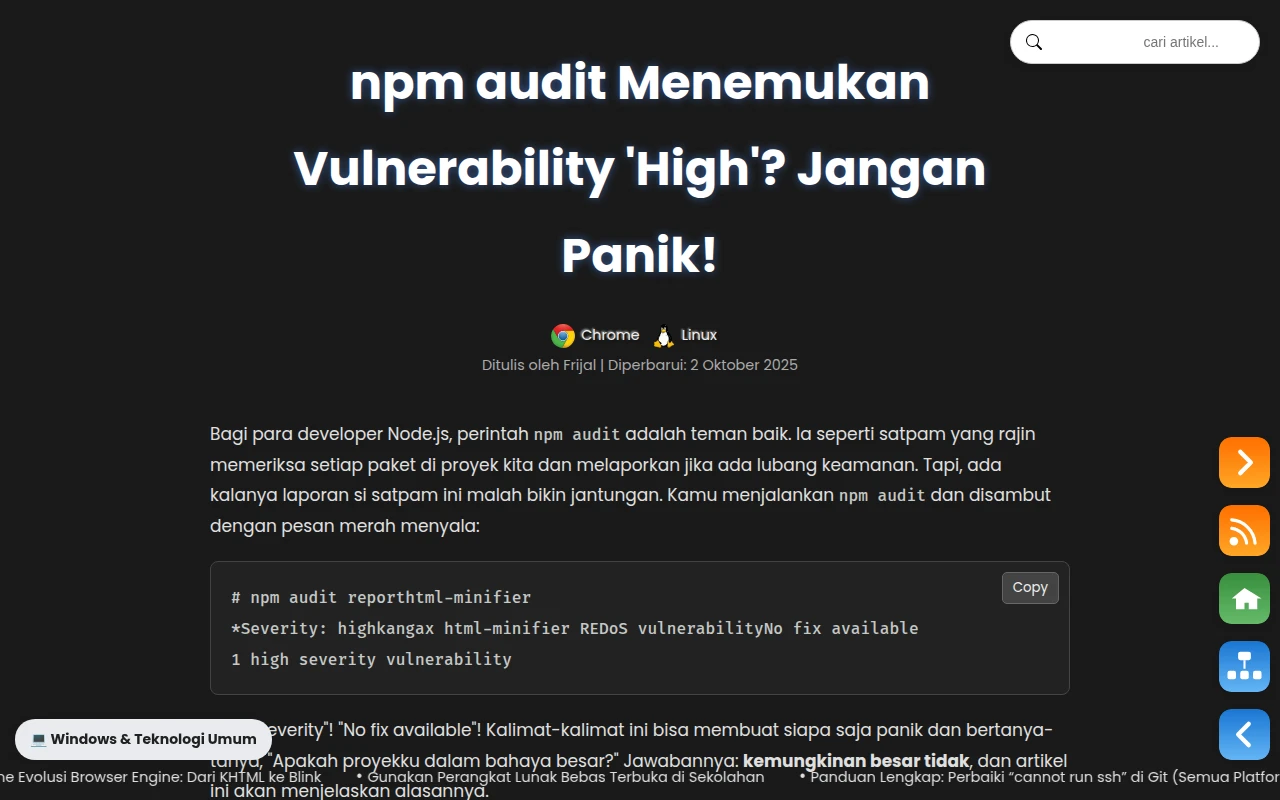 cari artikel...
npm audit Menemukan
Vulnerability 'High'? Jangan
Panik!
Chrome Linux
Ditulis oleh Frijal | Diperbarui: 2 Oktober 2025
Bagi para developer Node.js, perintah npm audit adalah teman baik. Ia seperti satpam yang rajin
memeriksa setiap paket di proyek kita dan melaporkan jika ada lubang keamanan. Tapi, ada
kalanya laporan si satpam ini malah bikin jantungan. Kamu menjalankan npm audit dan disambut
dengan pesan merah menyala:
Copy
# npm audit reporthtml-minifier
*Severity: highkangax html-minifier REDoS vulnerabilityNo fix available
1 high severity vulnerability
everity"! "No fix available"! Kalimat-kalimat ini bisa membuat siapa saja panik dan bertanya-
tanya, "Apakah proyekku dalam bahaya besar?" Jawabannya: kemungkinan besar tidak, dan artikel
ini akan menjelaskan alasannya.
💻 Windows & Teknologi Umum
ne Evolusi Browser Engine: Dari KHTML ke Blink • Gunakan Perangkat Lunak Bebas Terbuka di Sekolahan • Panduan Lengkap: Perbaiki “cannot run ssh” di Git (Semua Platfor